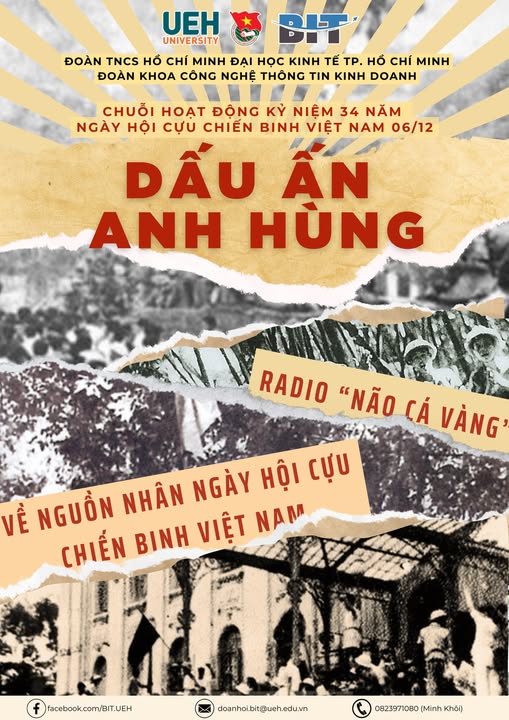 UEH
UNIVERSITY
BIT
ĐOÀN TNCS HỒ CHÍ MINH ĐẠI HỌC KINH TẾ TP. HỒ CHÍ MINH
ĐOÀN KHOA CÔNG NGHỆ THÔNG TIN KINH DOANH
CHUỖI HOẠT ĐỘNG KỶ NIỆM 34 NĂM
NGÀY HỘI CỰU CHIẾN BINH VIỆT NAM 06/12
DẤU ẤN
ANH HÙNG
RADIO “NÃO CÁ VÀNG”
VỀ NGUỒN NHÂN NGÀY HỘI CỰU
CHIẾN BINH VIỆT NAM
facebook.com/BIT.UEH
doanhoi.bit@ueh.edu.vn
0823971080 (Minh Khôi)